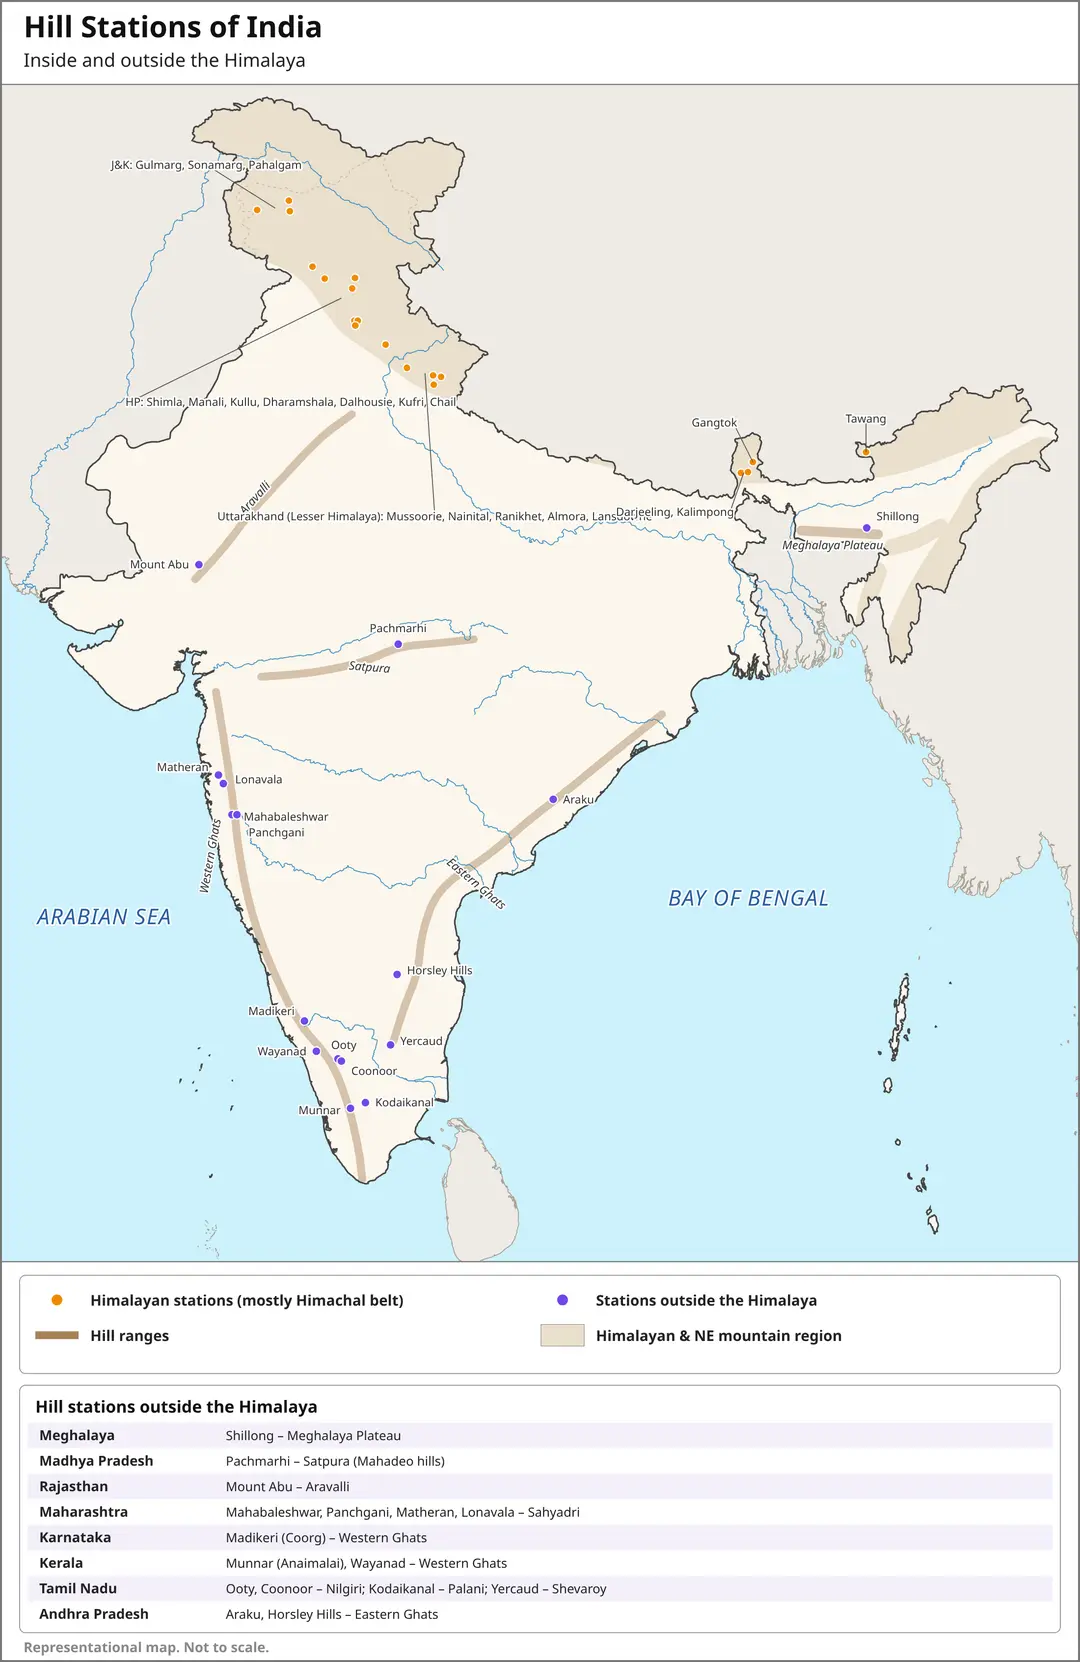 Hill Stations of India
Inside and outside the Himalaya
J&K: Gulmarg, Sonamarg, Pahalgam
HP: Shimla, Manali, Kullu, Dharamshala, Dalhousie, Kufri, Chail
Gangtok
Tawang
Aravalli
Uttarakhand (Lesser Himalaya): Mussoorie, Nainital, Ranikhet, Almora,
Darjeeling, Kalimpong
Shillong
Meghalaya Plateau
Mount Abu
Pachmarhi
Satpura
Matheran
Lonavala
Araku
Mahabaleshwar
Panchgani
Western Ghats
Eastern Ghats
ARABIAN SEA
BAY OF BENGAL
Horsley Hills
Madikeri
Wayanad
Ooty
Yercaud
Coonoor
Munnar
Kodaikanal
Himalayan stations (mostly Himachal belt)
Stations outside the Himalaya
Hill ranges
Himalayan & NE mountain region
Hill stations outside the Himalaya
Meghalaya Shillong – Meghalaya Plateau
Madhya Pradesh Pachmarhi – Satpura (Mahadeo hills)
Rajasthan Mount Abu – Aravalli
Maharashtra Mahabaleshwar, Panchgani, Matheran, Lonavala – Sahyadri
Karnataka Madikeri (Coorg) – Western Ghats
Kerala Munnar (Anaimalai), Wayanad – Western Ghats
Tamil Nadu Ooty, Coonoor – Nilgiri; Kodaikanal – Palani; Yercaud – Shevaroy
Andhra Pradesh Araku, Horsley Hills – Eastern Ghats
Representational map. Not to scale.